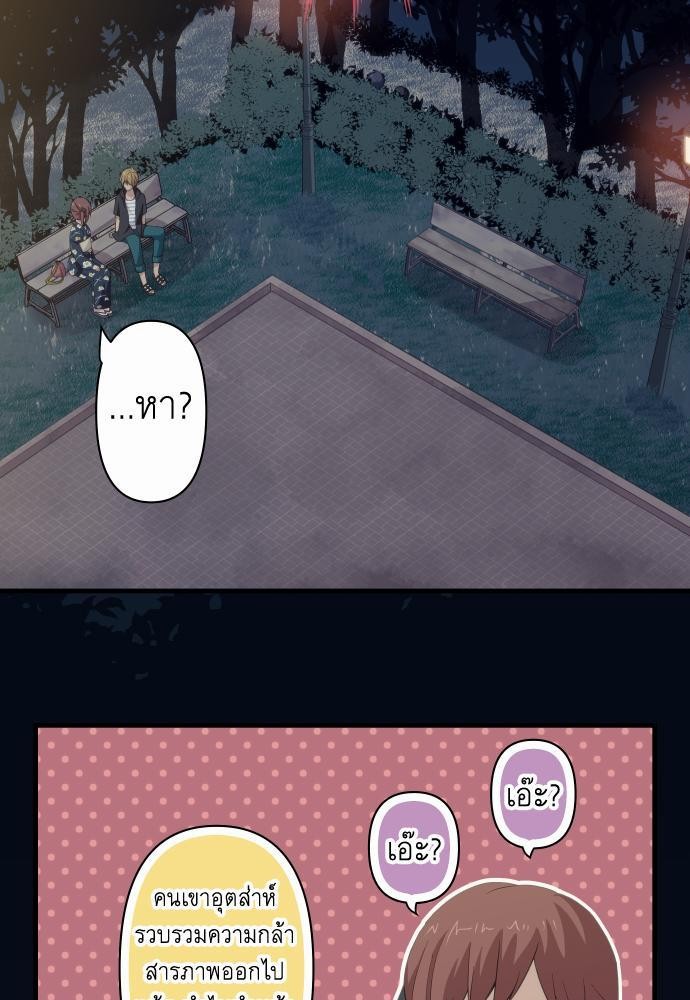 ...หา?
เอ๊ะ?
เอ๊ะ?
คนเขาอุตส่าห์
รวบรวมความกล้า
สารภาพออกไป